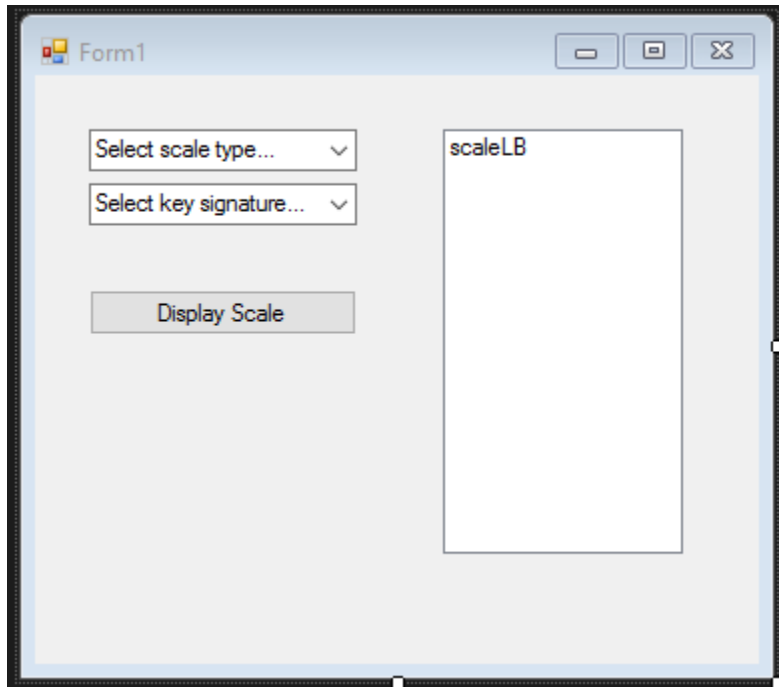 Form1
Select scale type...
Select key signature...
Display Scale
scaleLB